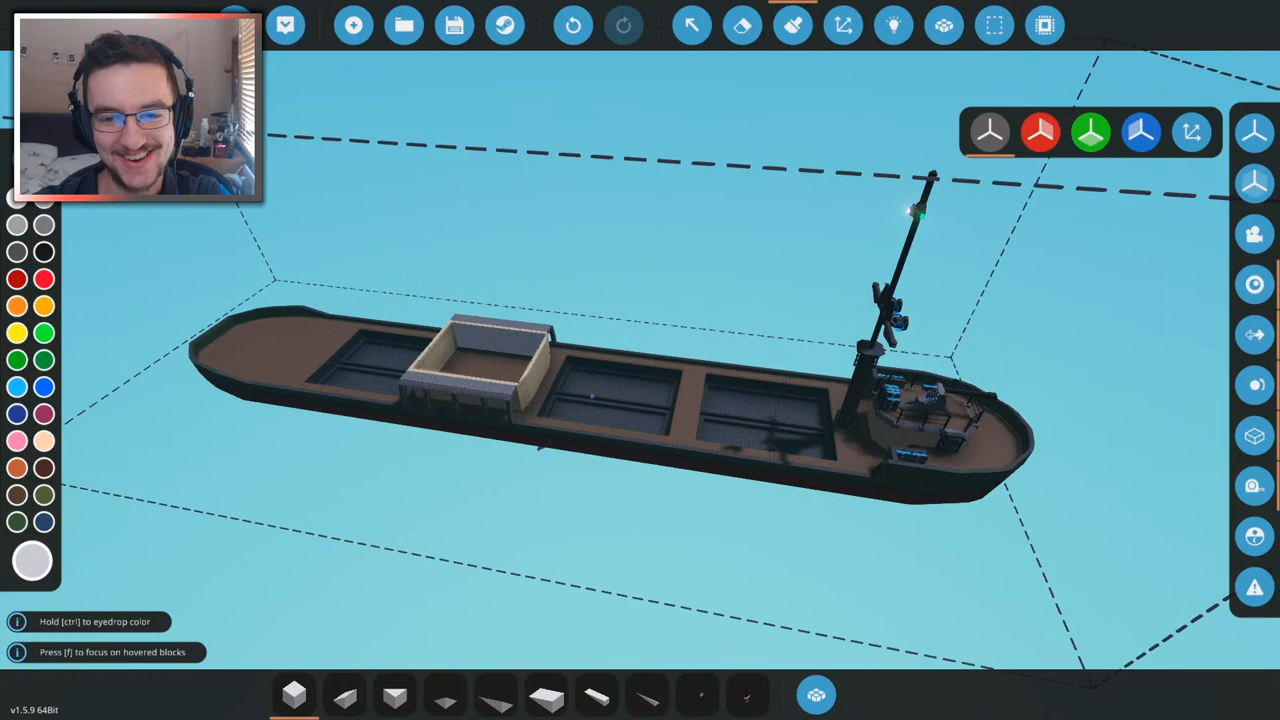 Hold [ctrl] to eyedrop color
Press [f] to focus on hovered blocks
v1.5.9 64Bit